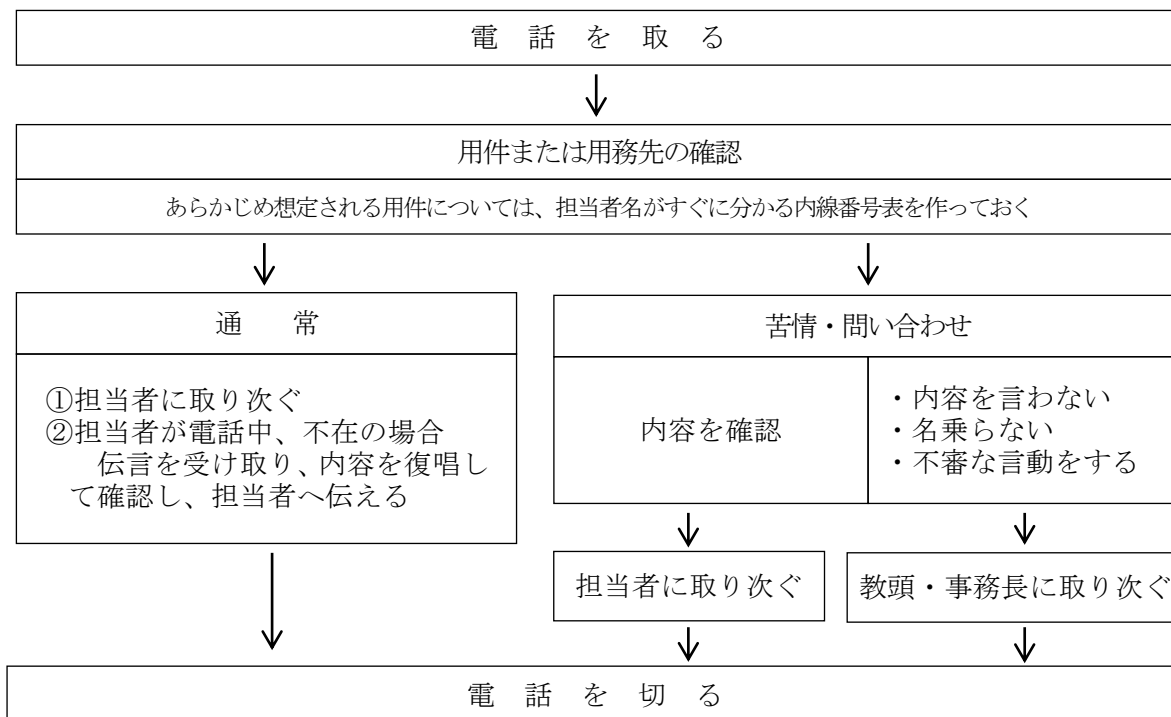 電話を取る
用件または用務先の確認
あらかじめ想定される用件については、担当者名がすぐに分かる内線番号表を作っておく
通常
①担当者に取り次ぐ
②担当者が電話中、不在の場合
伝言を受け取り、内容を復唱し
て確認し、担当者へ伝える
苦情・問い合わせ
内容を確認
・内容を言わない
・名乗らない
・不審な言動をする
担当者に取り次ぐ
教頭・事務長に取り次ぐ
電話を切る